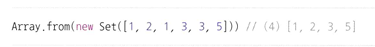 Array.from(new Set([1, 2, 1, 3, 3, 5])) // (4) [1, 2, 3, 5]